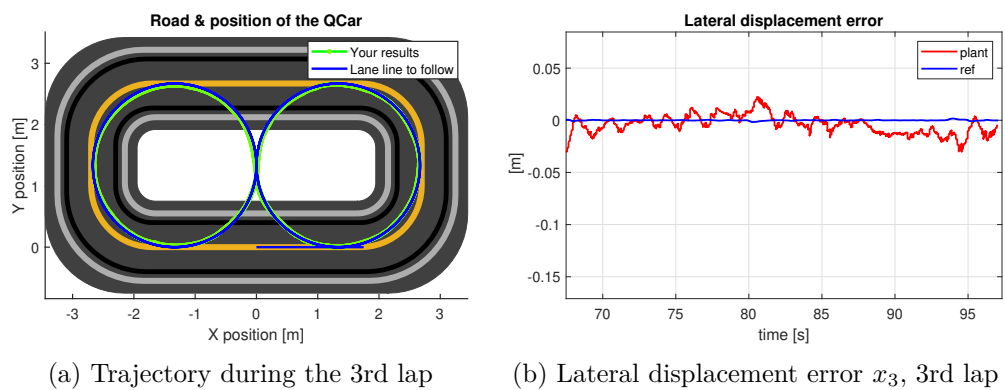 Road & position of the QCar
Your results
Lane line to follow
Y position [m]
3
2
1
0
-3
-2
-1
0
1
2
3
X position [m]
(a) Trajectory during the 3rd lap
Lateral displacement error
plant
ref
[m]
0.05
0
-0.05
-0.1
-0.15
70
75
80
85
90
95
time [s]
(b) Lateral displacement error x₃, 3rd lap